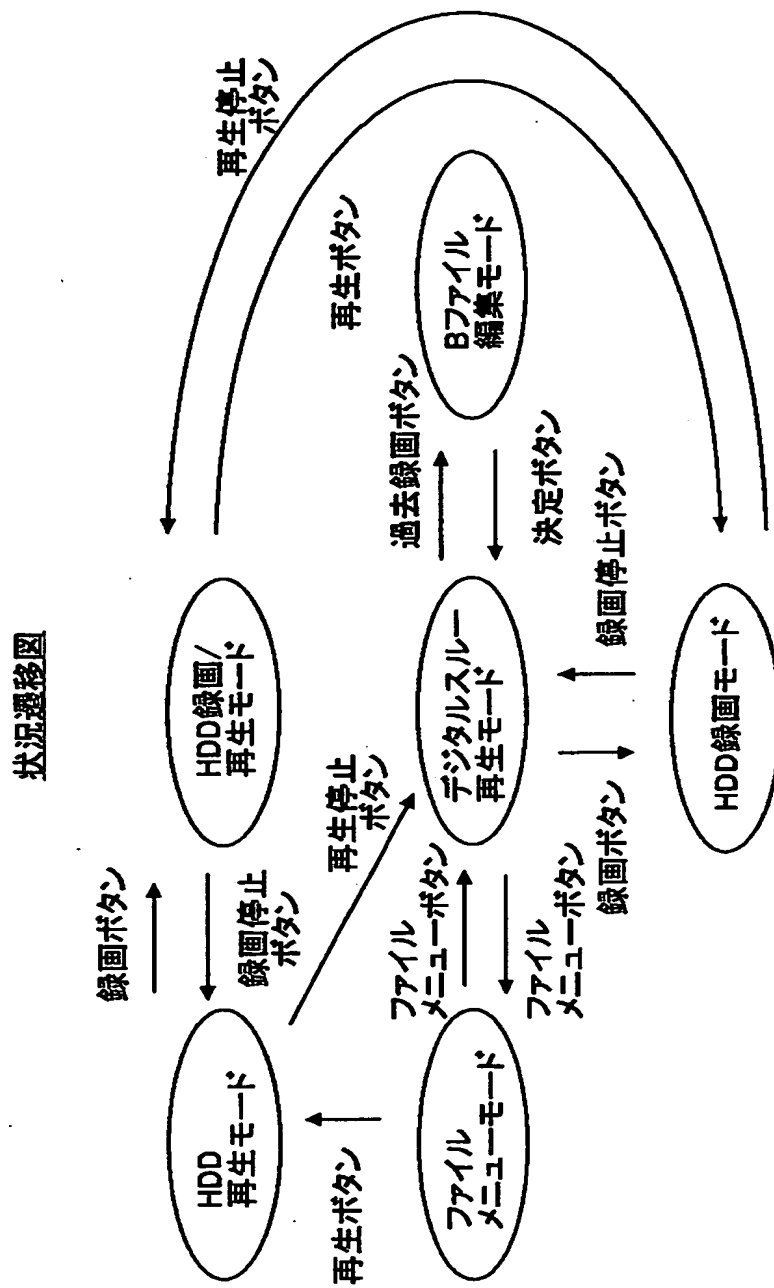 状況遷移図
録画ボタン
再生停止
ボタン
HDD
再生モード
HDD録画/
再生モード
録画停止
ボタン
再生ボタン
再生停止
ボタン
再生ボタン
ファイル
メニューボタン
過去録画ボタン
ファイル
メニューモード
デジタルスルー
再生モード
Bファイル
編集モード
ファイル
メニューボタン
決定ボタン
録画ボタン
録画停止ボタン
HDD録画モード